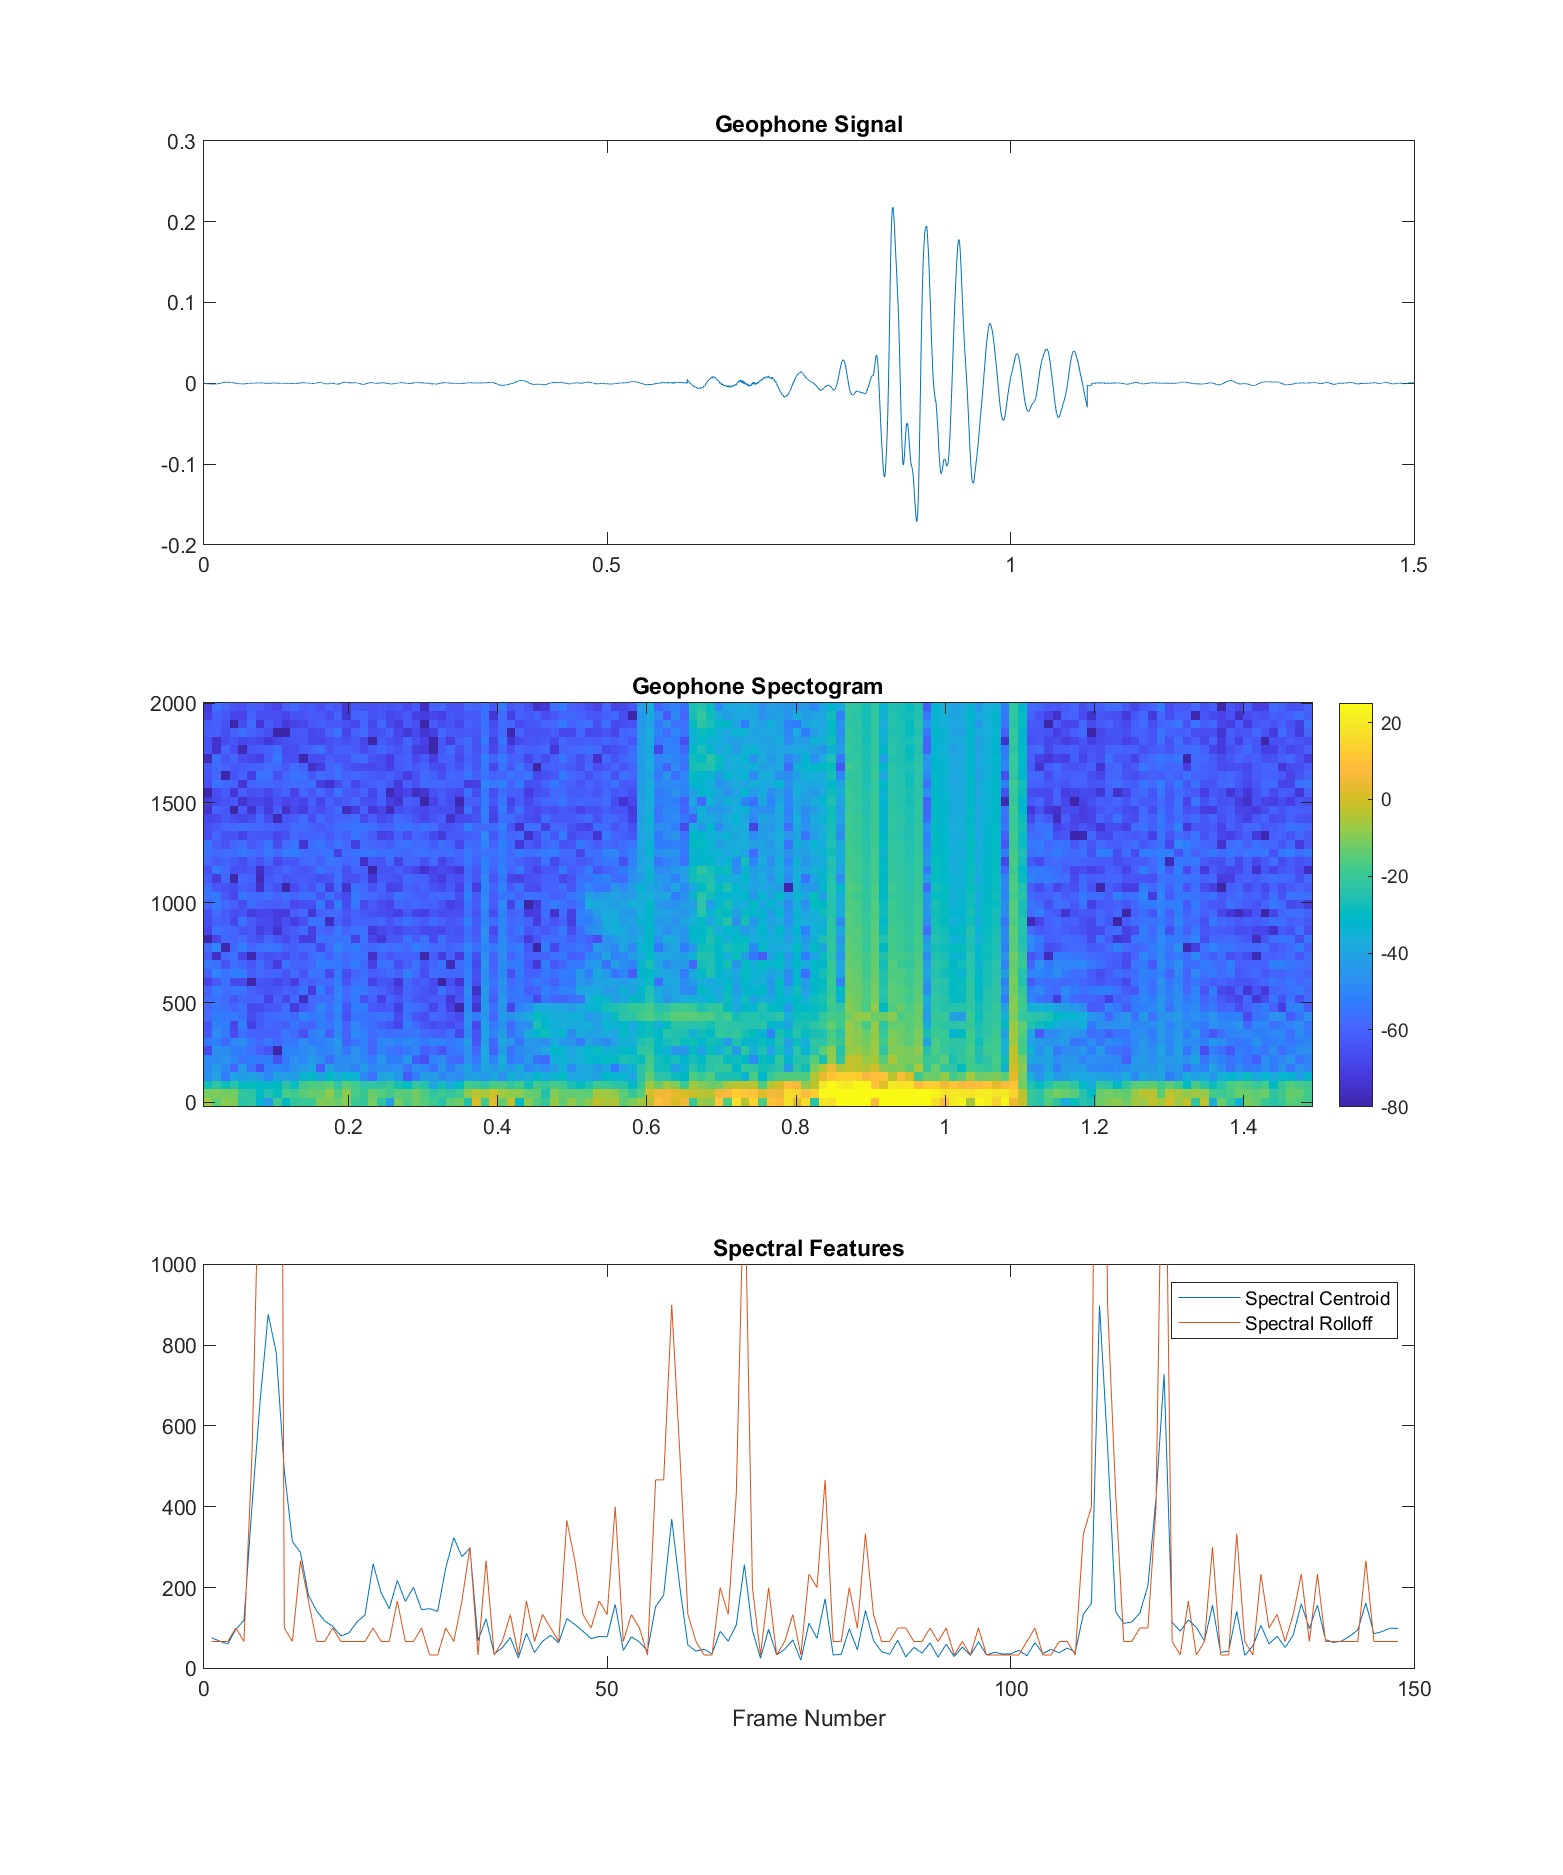 Geophone Signal
0.3
0.2
0.1
0
-0.1
-0.2
0 0.5 1 1.5
Geophone Spectogram
2000
1500
1000
500
0
0.2 0.4 0.6 0.8 1 1.2 1.4
20
0
-20
-40
-60
-80
Spectral Features
1000
800
600
400
200
0
Spectral Centroid
Spectral Rolloff
0 50 100 150
Frame Number